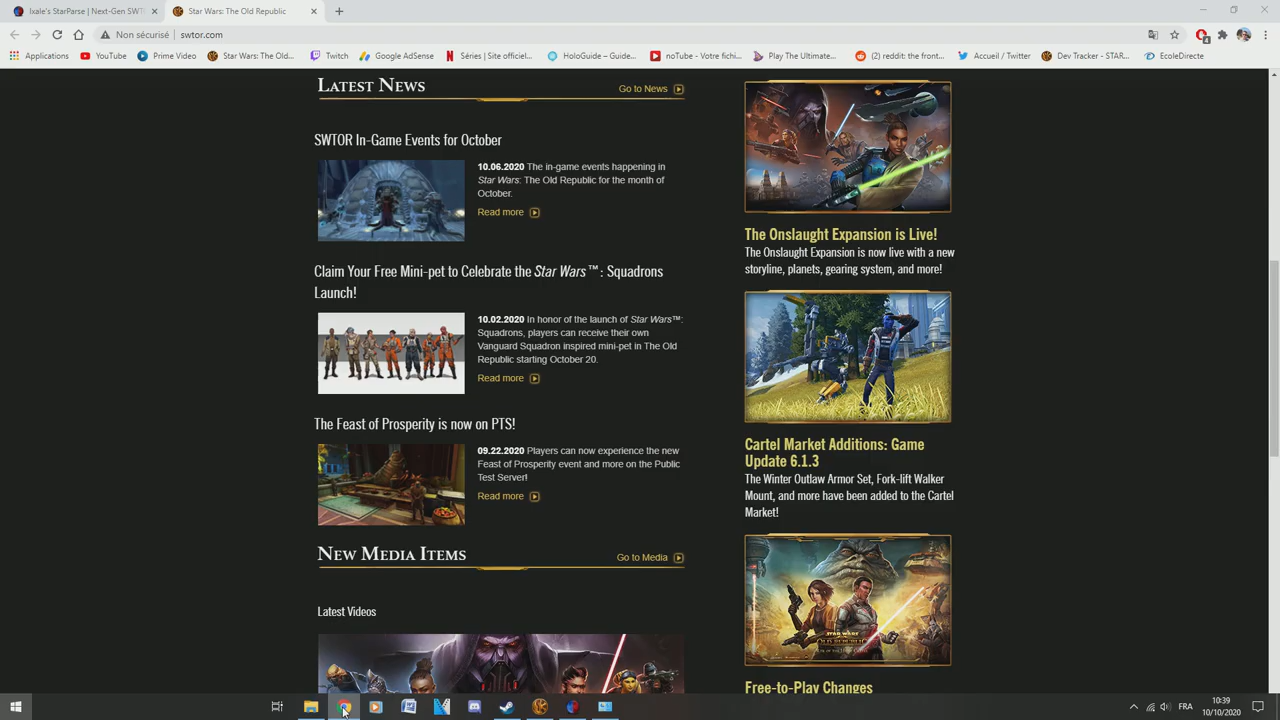 Ixale's StarParse | Next-Gen SW
Star Wars: The Old Republic
Non sécurisé
swtor.com
Applications
YouTube
Prime Video
Star Wars: The Old...
Twitch
Google AdSense
Séries | Site officiel...
HoloGuide – Guide...
noTube - Votre fichi...
Play The Ultimate...
(2) reddit: the front...
Accueil / Twitter
Dev Tracker - STAR...
EcoleDirecte
Latest News
Go to News
SWTOR In-Game Events for October
10.06.2020 The in-game events happening in
Star Wars: The Old Republic for the month of
October.
Read more
Claim Your Free Mini-pet to Celebrate the Star Wars™: Squadrons
Launch!
10.02.2020 In honor of the launch of Star Wars™:
Squadrons, players can receive their own
Vanguard Squadron inspired mini-pet in The Old
Republic starting October 20.
Read more
The Feast of Prosperity is now on PTS!
09.22.2020 Players can now experience the new
Feast of Prosperity event and more on the Public
Test Server!
Read more
New Media Items
Go to Media
Latest Videos
The Onslaught Expansion is Live!
The Onslaught Expansion is now live with a new
storyline, planets, gearing system, and more!
Cartel Market Additions: Game
Update 6.1.3
The Winter Outlaw Armor Set, Fork-lift Walker
Mount, and more have been added to the Cartel
Market!
STAR WARS
THE OLD REPUBLIC
Free-to-Play Changes
FRA
10:39
10/10/2020